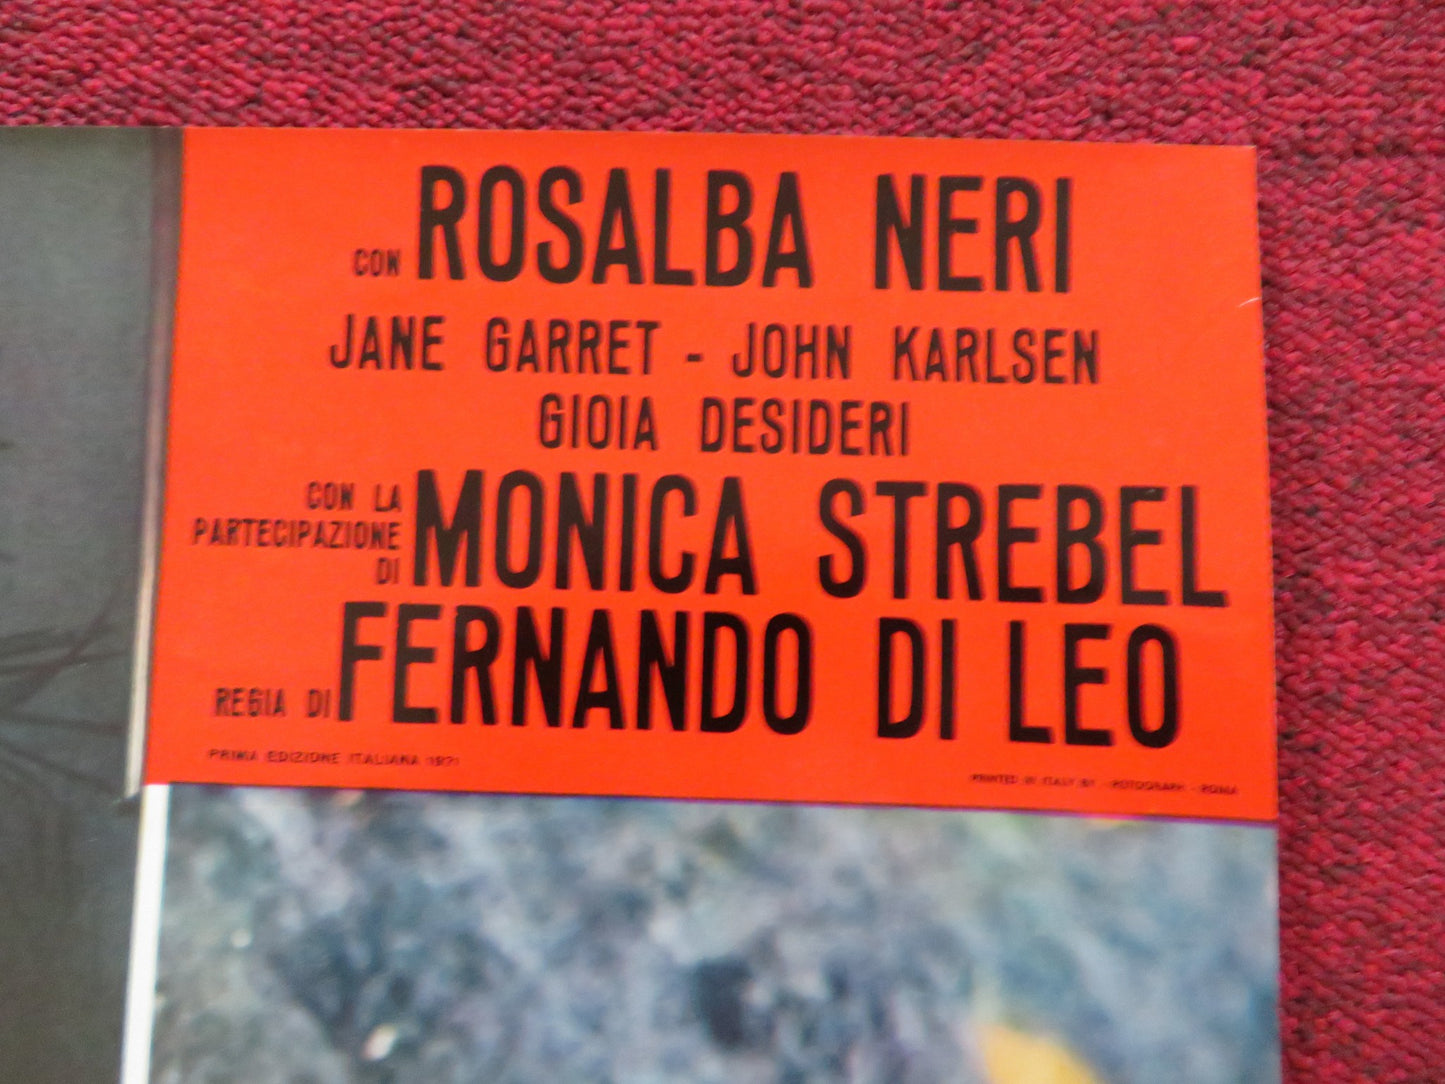 CON ROSALBA NERI
JANE GARRET - JOHN KARLSEN
GIOIA DESIDERI
CON LA
PARTECIPAZIONE
DI MONICA STREBEL
REGIA DI FERNANDO DI LEO
PRIMA EDIZIONE ITALIANA 1971
PRINTED IN ITALY BY - ROTOGRAPH - ROMA